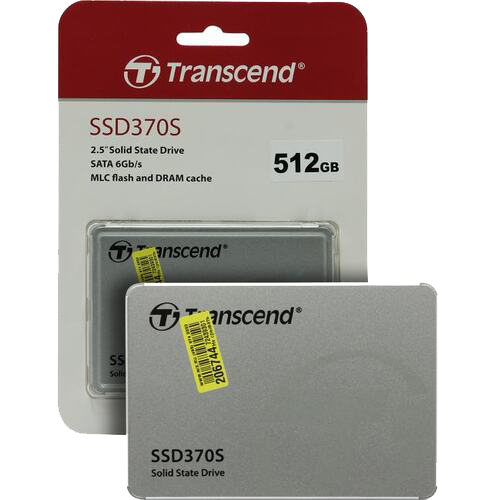 Transcend®
SSD370S
2.5" Solid State Drive
SATA 6Gb/s
MLC flash and DRAM cache
512GB
Transcend®
Transcend®
206744
SSD370S
Solid State Drive